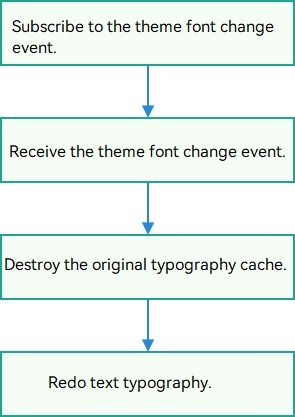 Subscribe to the theme font change
event.
Receive the theme font change event.
Destroy the original typography cache.
Redo text typography.